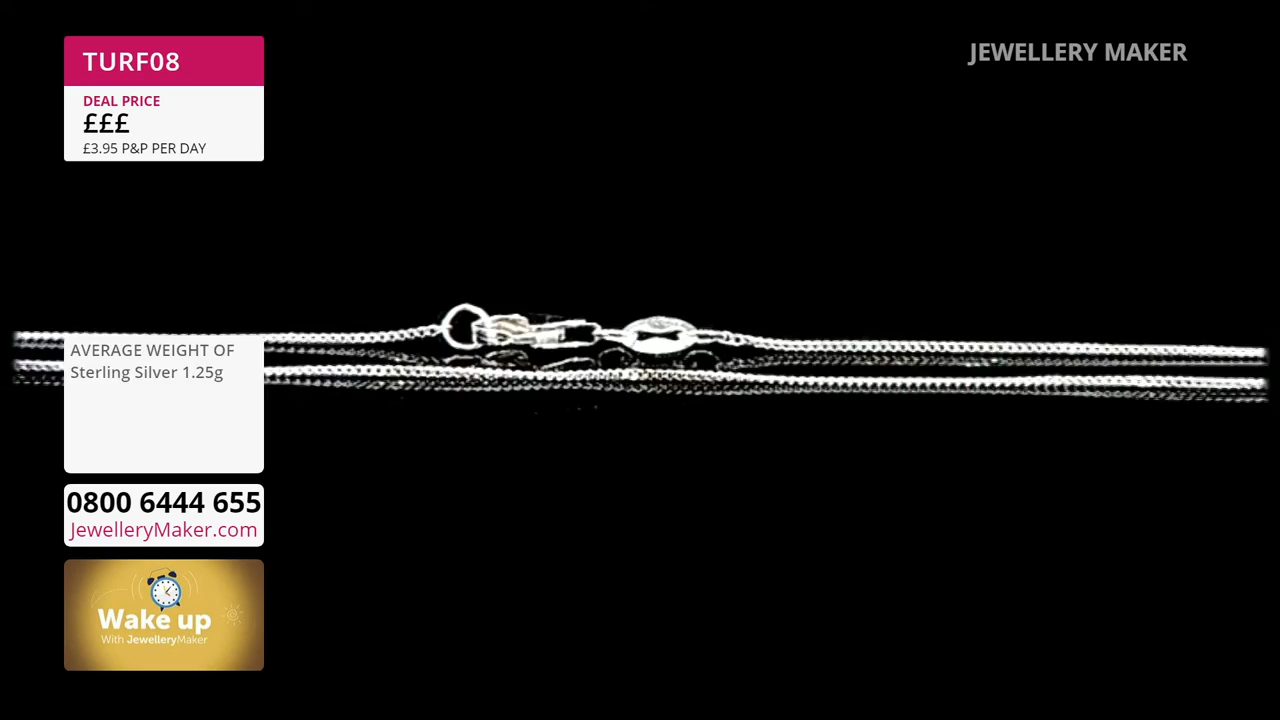 TURF08
DEAL PRICE
£££
£3.95 P&P PER DAY
JEWELLERY MAKER
AVERAGE WEIGHT OF
Sterling Silver 1.25g
0800 6444 655
JewelleryMaker.com
Wake up
With JewelleryMaker